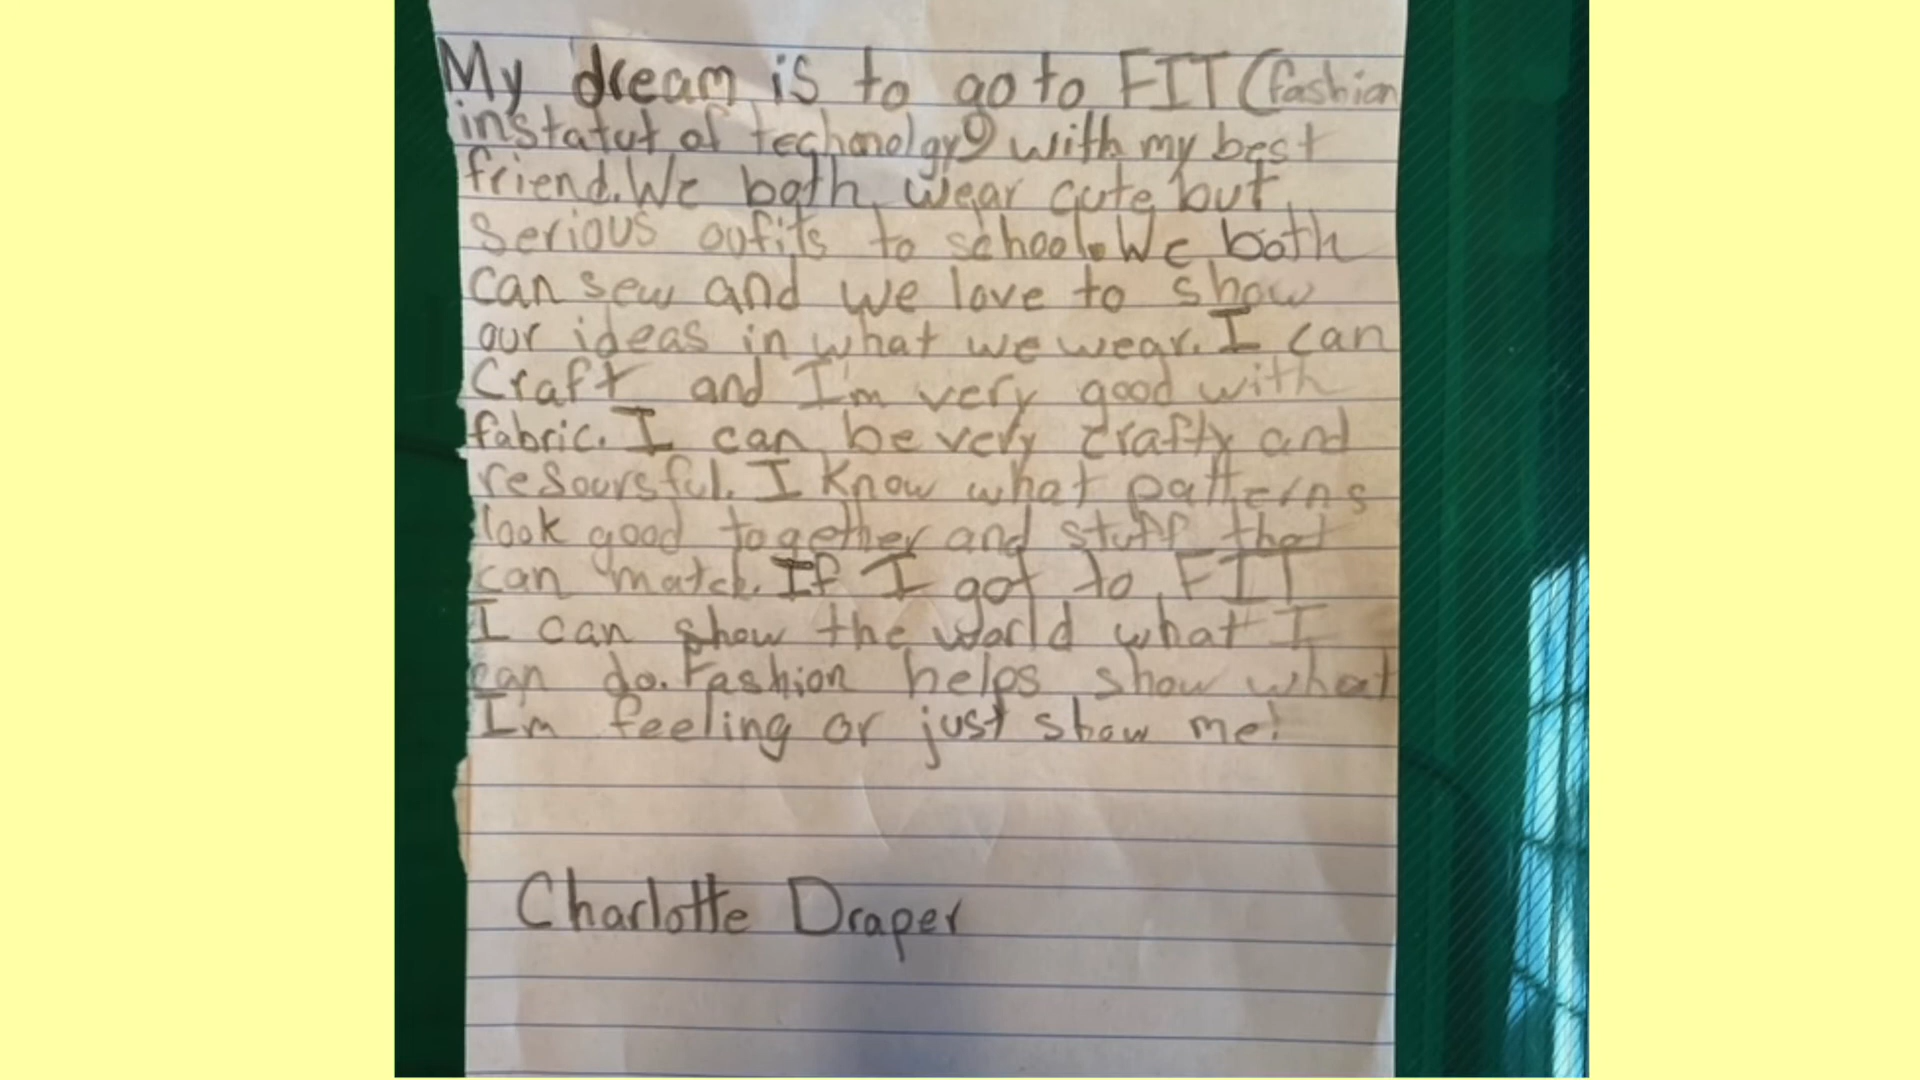 My dream is to go to FIT (fashion
instatut of techonolgry) with my best
friend. We both wear cute but
serious oufits to school. We both
can sew and we love to show
our ideas in what we wear. I can
Craft and I'm very good with
fabric. I can be very crafty and
resoursful. I know what patterns
look good together and stuff that
can match. If I got to FIT
I can show the world what I
can do. Fashion helps show what
I'm feeling or just show me!
Charlotte Draper